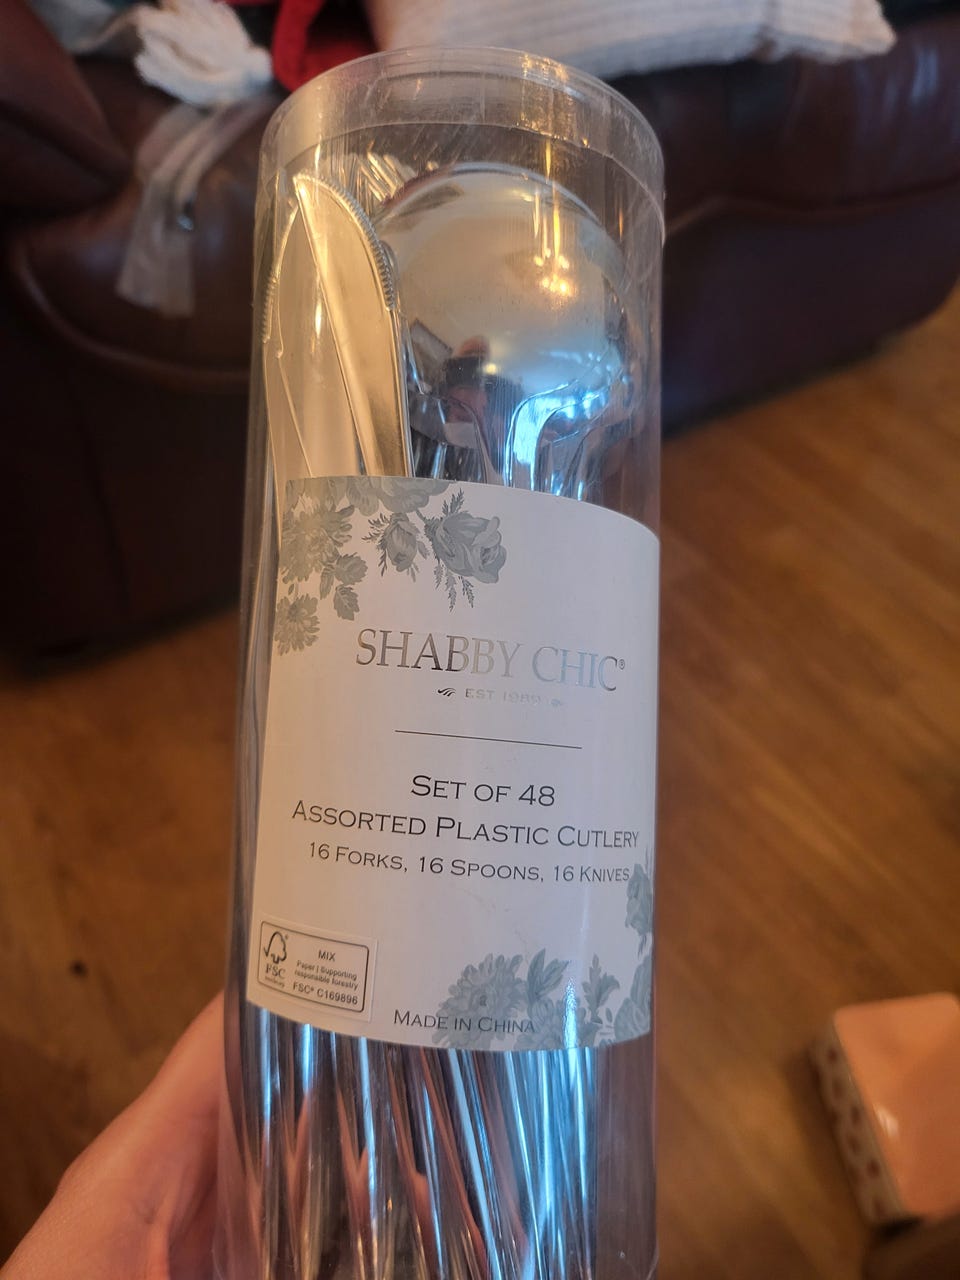 SHABBY CHIC®
EST 1989
SET OF 48
ASSORTED PLASTIC CUTLERY
16 FORKS, 16 SPOONS, 16 KNIVES
FSC
MIX
Paper | Supporting
responsible forestry
FSC® C169896
MADE IN CHINA